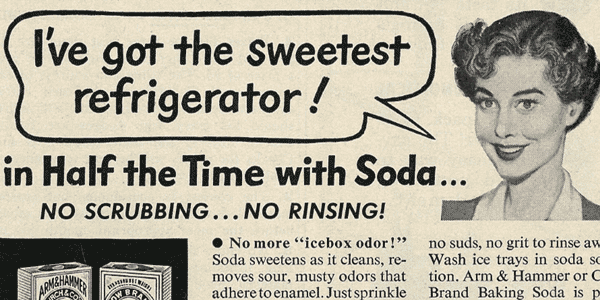 I've got the sweetest
refrigerator!
in Half the Time with Soda...
NO SCRUBBING...NO RINSING!
● No more "icebox odor!"
Soda sweetens as it cleans, re-
moves sour, musty odors that
adhere to enamel. Just sprinkle
no suds, no grit to rinse aw
Wash ice trays in soda so
tion. Arm & Hammer or C
Brand Baking Soda is p
ARM & HAMMER